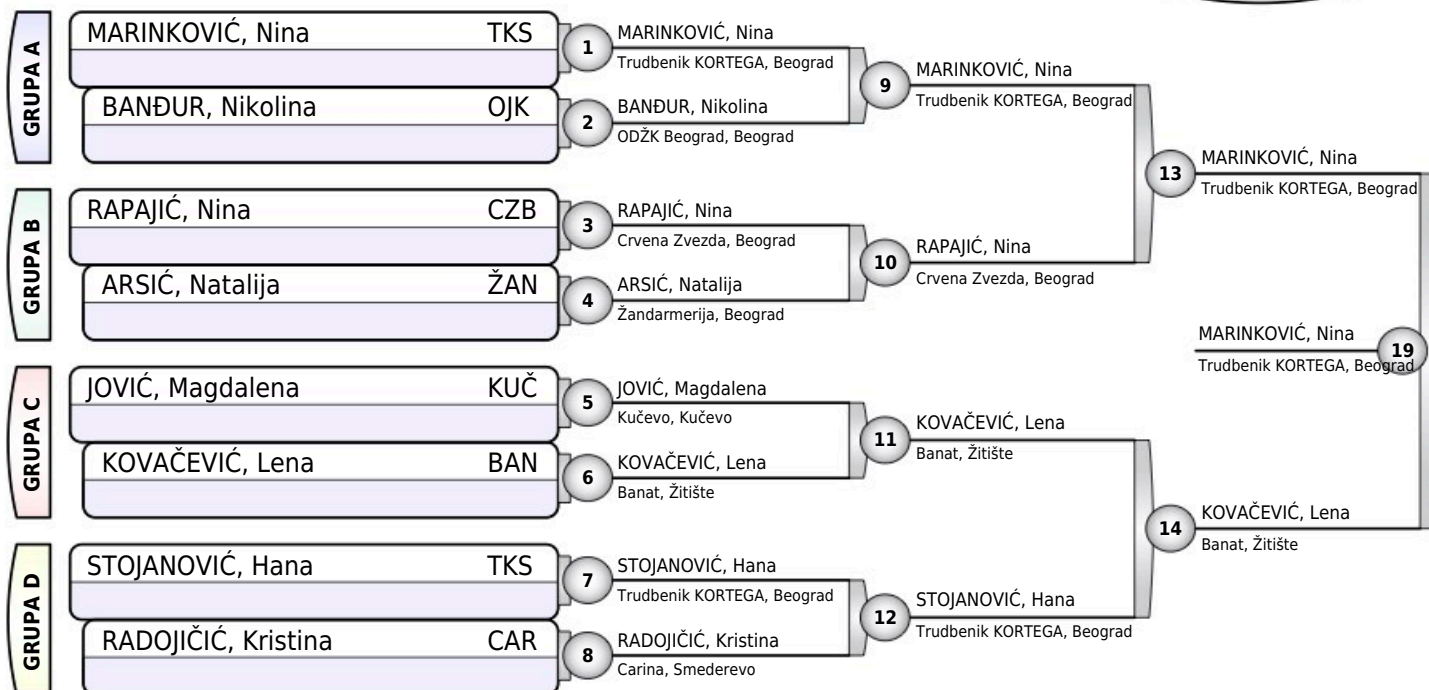 GRUPA A
MARINKOVIĆ, Nina TKS
BANĐUR, Nikolina OJK
1
MARINKOVIĆ, Nina
Trudbenik KORTEGA, Beograd
2
BANĐUR, Nikolina
ODŽK Beograd, Beograd
9
MARINKOVIĆ, Nina
Trudbenik KORTEGA, Beograd
GRUPA B
RAPAJIĆ, Nina CZB
ARSIĆ, Natalija ŽAN
3
RAPAJIĆ, Nina
Crvena Zvezda, Beograd
4
ARSIĆ, Natalija
Žandarmerija, Beograd
10
RAPAJIĆ, Nina
Crvena Zvezda, Beograd
13
MARINKOVIĆ, Nina
Trudbenik KORTEGA, Beograd
GRUPA C
JOVIĆ, Magdalena KUČ
KOVAČEVIĆ, Lena BAN
5
JOVIĆ, Magdalena
Kučevo, Kučevo
6
KOVAČEVIĆ, Lena
Banat, Žitište
11
KOVAČEVIĆ, Lena
Banat, Žitište
GRUPA D
STOJANOVIĆ, Hana TKS
RADOJIČIĆ, Kristina CAR
7
STOJANOVIĆ, Hana
Trudbenik KORTEGA, Beograd
8
RADOJIČIĆ, Kristina
Carina, Smederevo
12
STOJANOVIĆ, Hana
Trudbenik KORTEGA, Beograd
14
KOVAČEVIĆ, Lena
Banat, Žitište
MARINKOVIĆ, Nina
Trudbenik KORTEGA, Beograd
19